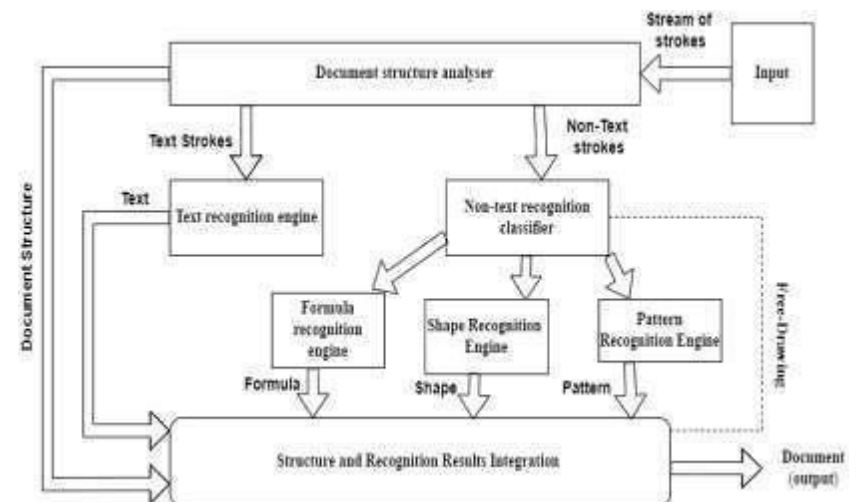 Stream of
strokes
Document structure analyser
Input
Text Strokes
Non-Text
strokes
Document Structure
Text
Text recognition engine
Non-text recognition
classifier
Free-Drawing
Formula
recognition
engine
Shape Recognition
Engine
Pattern
Recognition Engine
Formula
Shape
Pattern
Structure and Recognition Results Integration
Document
(output)